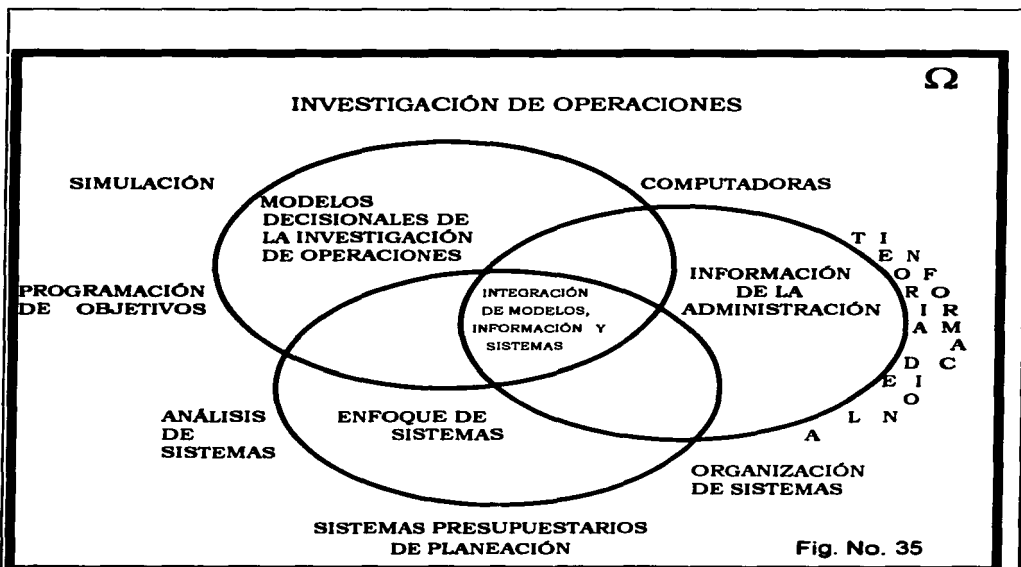 Ω
INVESTIGACIÓN DE OPERACIONES
SIMULACIÓN
COMPUTADORAS
MODELOS
DECISIONALES DE
LA INVESTIGACIÓN
DE OPERACIONES
TEORIA DE LA
INFORMACION
INFORMACIÓN
DE LA
ADMINISTRACIÓN
PROGRAMACIÓN
DE OBJETIVOS
INTEGRACIÓN
DE MODELOS,
INFORMACIÓN Y
SISTEMAS
ANÁLISIS
DE
SISTEMAS
ENFOQUE DE
SISTEMAS
ORGANIZACIÓN
DE SISTEMAS
SISTEMAS PRESUPUESTARIOS
DE PLANEACIÓN
Fig. No. 35